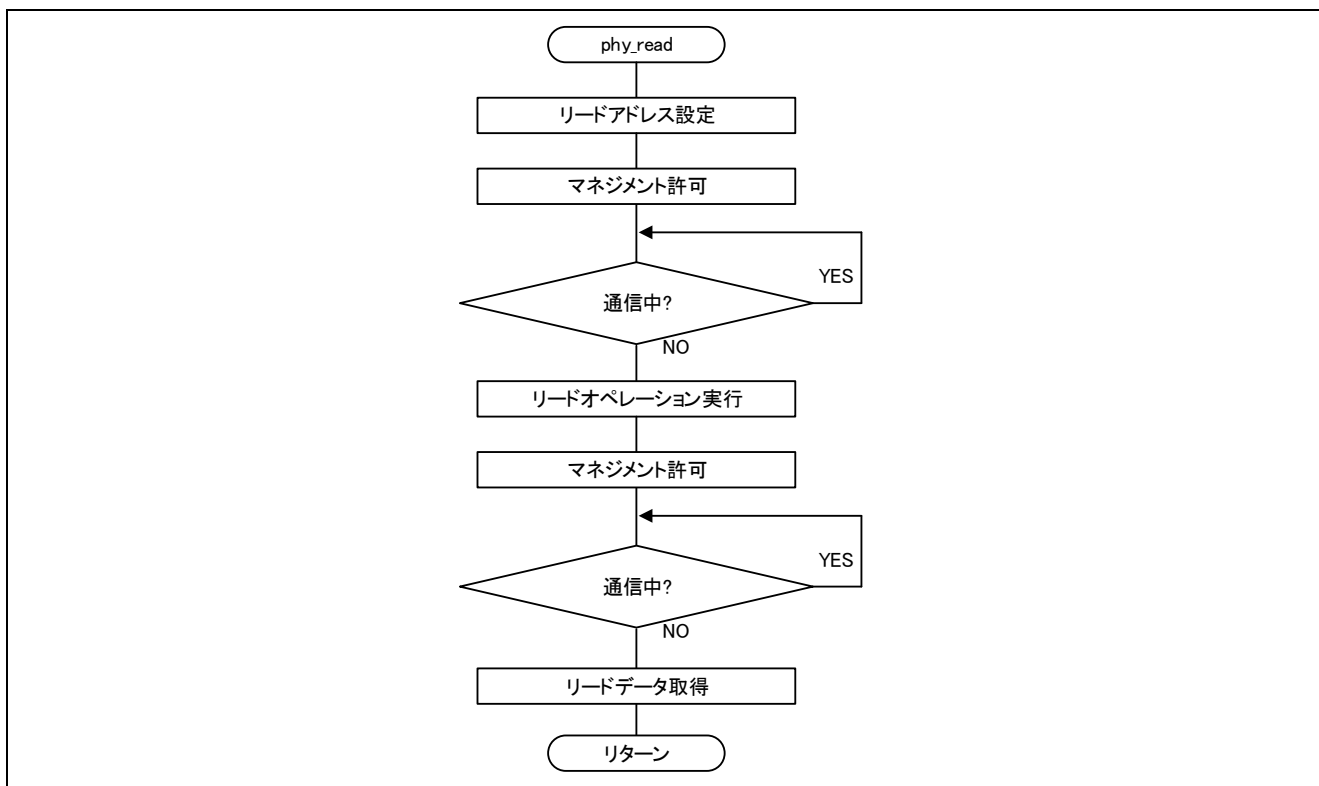 phy_read
リードアドレス設定
マネジメント許可
YES
通信中?
NO
リードオペレーション実行
マネジメント許可
YES
通信中?
NO
リードデータ取得
リターン